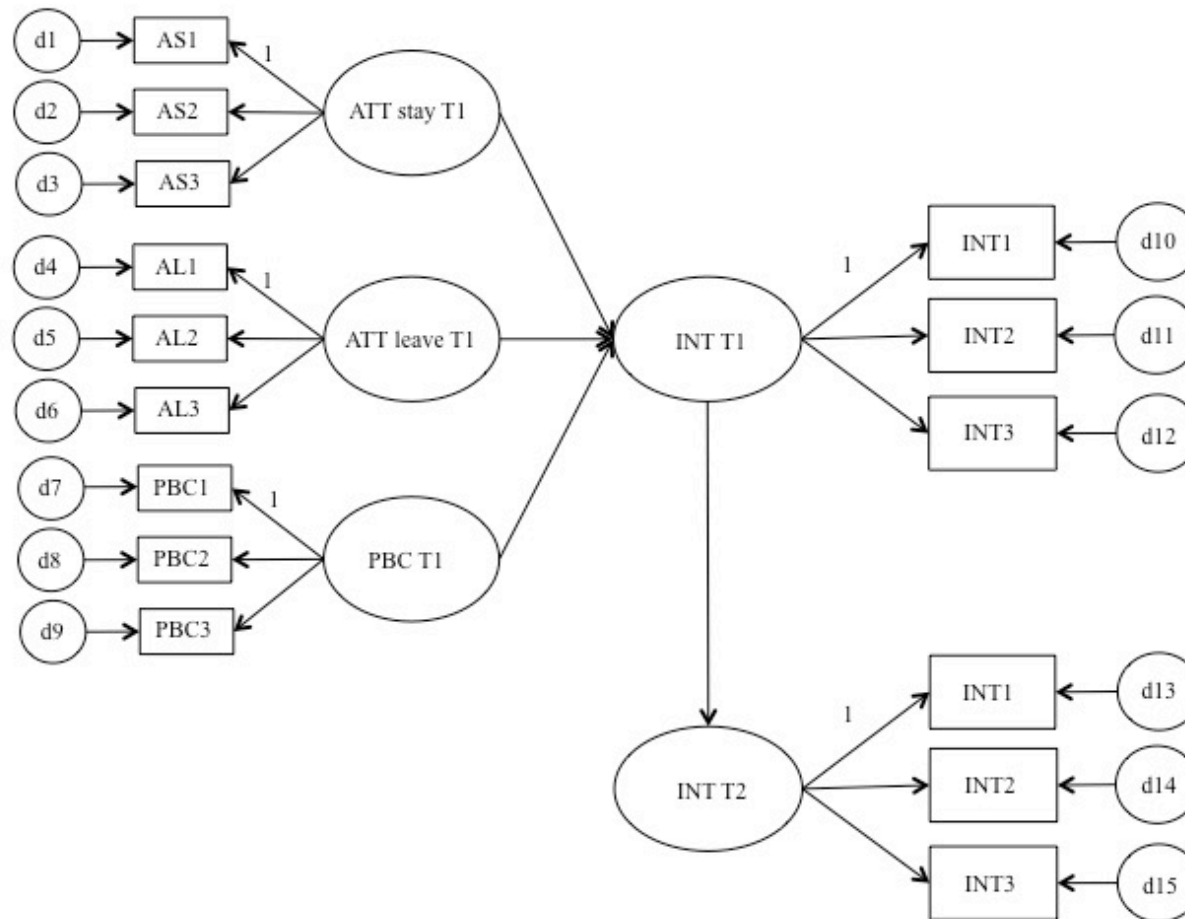 d1
AS1
1
d2
AS2
ATT stay T1
d3
AS3
d4
AL1
1
d5
AL2
ATT leave T1
d6
AL3
d7
PBC1
1
d8
PBC2
PBC T1
d9
PBC3
INT T1
1
INT1
d10
INT2
d11
INT3
d12
INT T2
1
INT1
d13
INT2
d14
INT3
d15